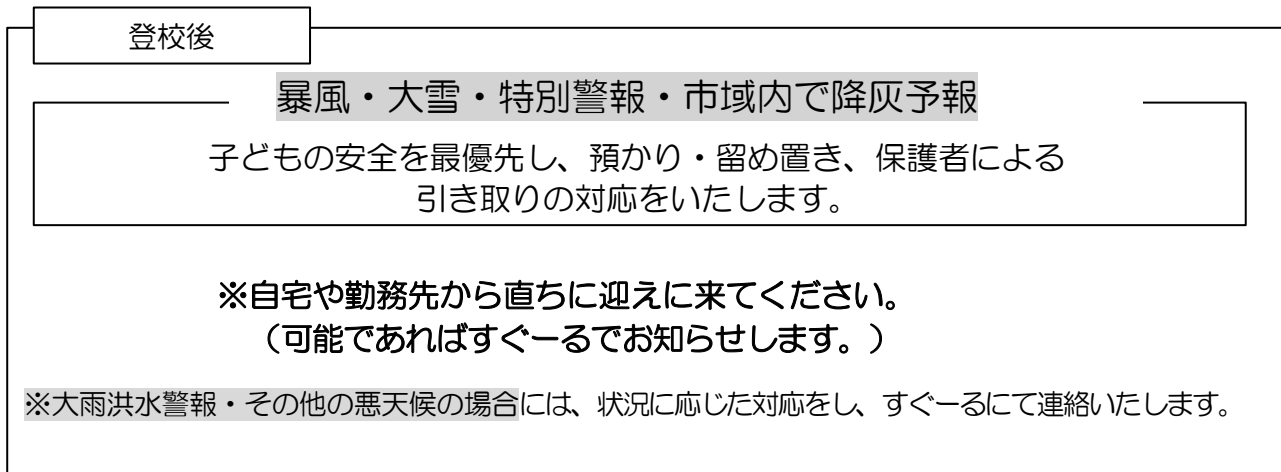 登校後
暴風・大雪・特別警報・市域内で降灰予報
子どもの安全を最優先し、預かり・留め置き、保護者による
引き取りの対応をいたします。
※自宅や勤務先から直ちに迎えに来てください。
（可能であればすぐーるでお知らせします。）
※大雨洪水警報・その他の悪天候の場合には、状況に応じた対応をし、すぐーるにて連絡いたします。